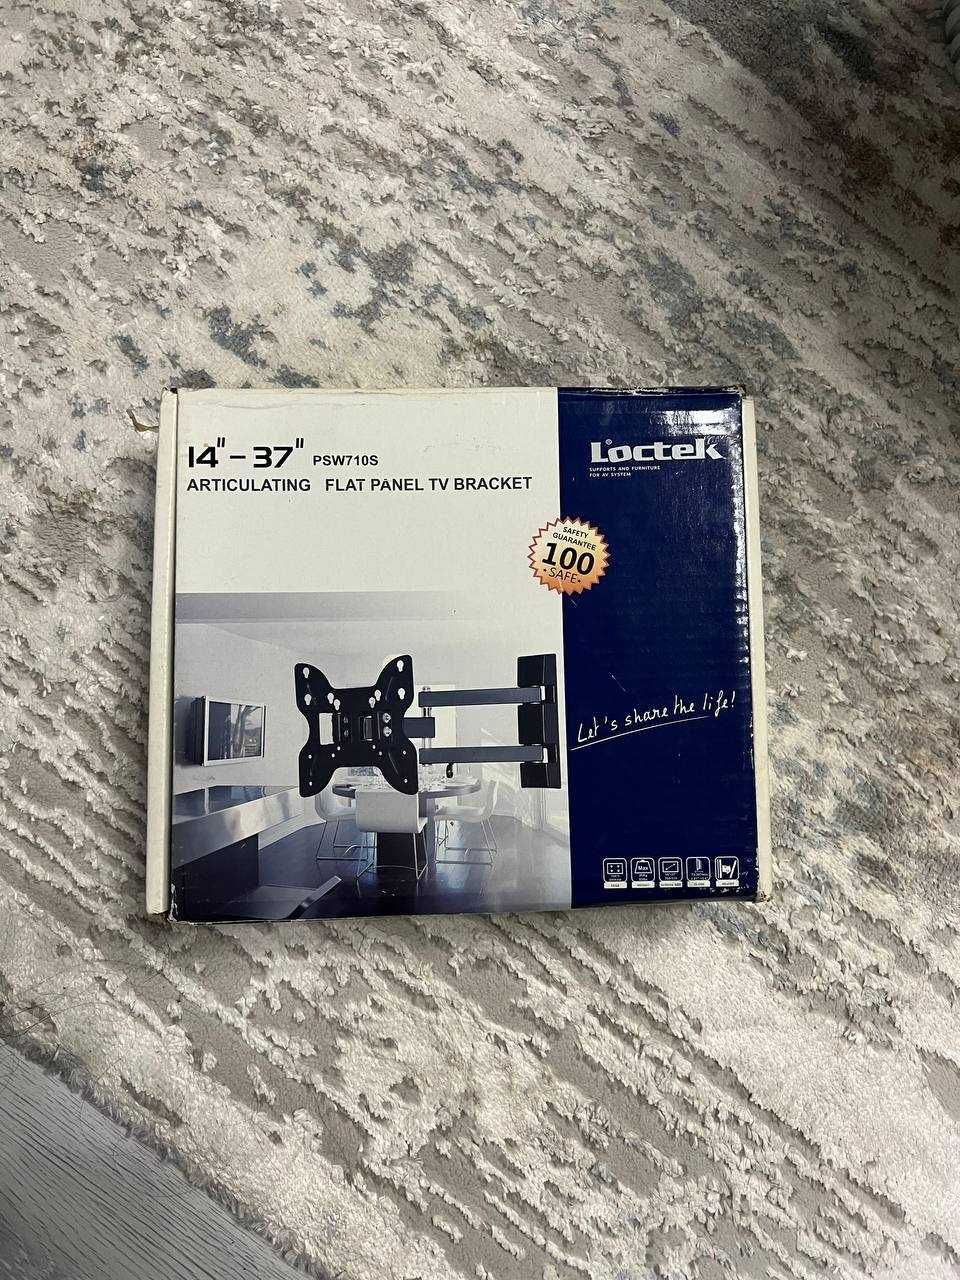 14" – 37" PSW710S
ARTICULATING FLAT PANEL TV BRACKET
Loctek
SUPPORTS AND FURNITURE
FOR AV SYSTEM
SAFETY
GUARANTEE
100
• SAFE •
Let's share the life!
Max